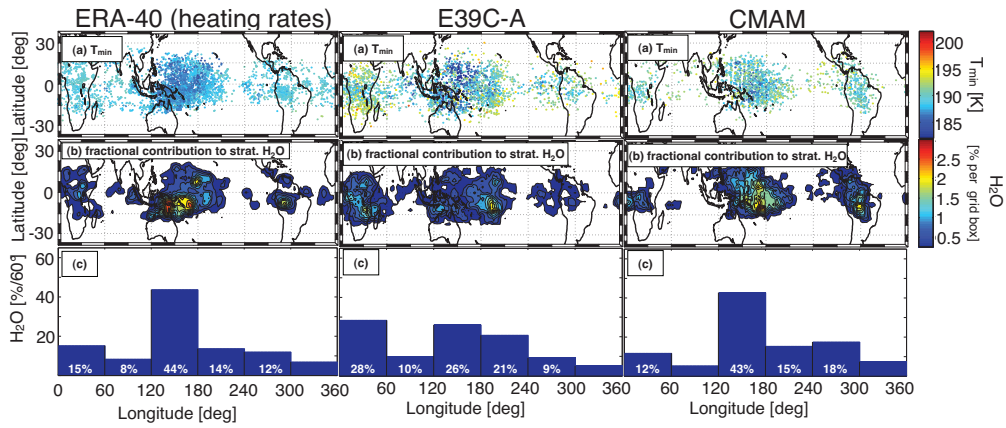 ERA-40 (heating rates) E39C-A CMAM
30 (a) Tmin (a) Tmin (a) Tmin 200
Latitude [deg] 0 195 Tmin [K]
190
-30 185
30 (b) fractional contribution to strat. H2O (b) fractional contribution to strat. H2O (b) fractional contribution to strat. H2O
Latitude [deg] 0 2.5 2 1.5 1 0.5 [% per grid box] H2O
-30
60 (c) (c) (c)
H2O [%/60°] 40
20
15% 8% 44% 14% 12% 28% 10% 26% 21% 9% 12% 43% 15% 18%
0 60 120 180 240 300 360 60 120 180 240 300 360 60 120 180 240 300 360
Longitude [deg] Longitude [deg] Longitude [deg]